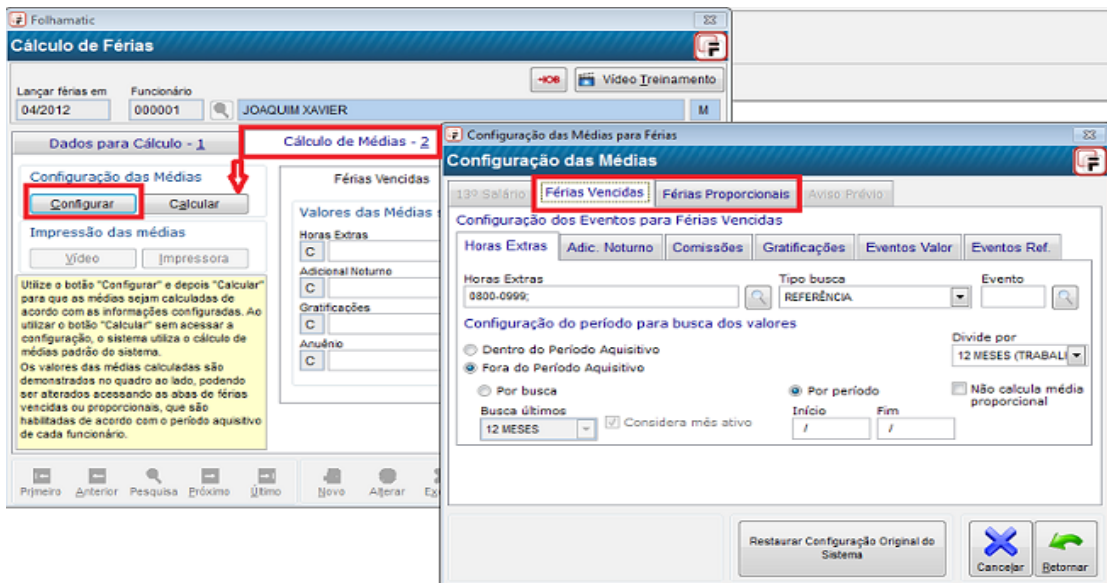 Folhamatic
Cálculo de Férias
IOB
Vídeo Treinamento
Lançar férias em Funcionário
04/2012 000001 JOAQUIM XAVIER M
Dados para Cálculo - 1
Cálculo de Médias - 2
Configuração das Médias
Configurar Calcular
Impressão das médias
Vídeo Impressora
Utilize o botão "Configurar" e depois "Calcular"
para que as médias sejam calculadas de
acordo com as informações configuradas. Ao
utilizar o botão "Calcular" sem acessar a
configuração, o sistema utiliza o cálculo de
médias padrão do sistema.
Os valores das médias calculadas são
demonstrados no quadro ao lado, podendo
ser alterados acessando as abas de férias
vencidas ou proporcionais, que são
habilitadas de acordo com o período aquisitivo
de cada funcionário.
Férias Vencidas
Valores das Médias
Horas Extras
C
Adicional Noturno
C
Gratificações
C
Anuênio
C
Primeiro Anterior Pesquisa Próximo Último Novo Alterar
Configuração das Médias para Férias
Configuração das Médias
13º Salário Férias Vencidas Férias Proporcionais Aviso Prévio
Configuração dos Eventos para Férias Vencidas
Horas Extras Adic. Noturno Comissões Gratificações Eventos Valor Eventos Ref.
Horas Extras Tipo busca Evento
0800-0999; REFERÊNCIA
Configuração do período para busca dos valores
Dentro do Período Aquisitivo
Fora do Período Aquisitivo
Divide por
12 MESES (TRABALI
Por busca
Por período
Não calcula média
proporcional
Busca últimos
12 MESES
Considera mês ativo
Início Fim
/ /
Restaurar Configuração Original do
Sistema
Cancelar Retornar